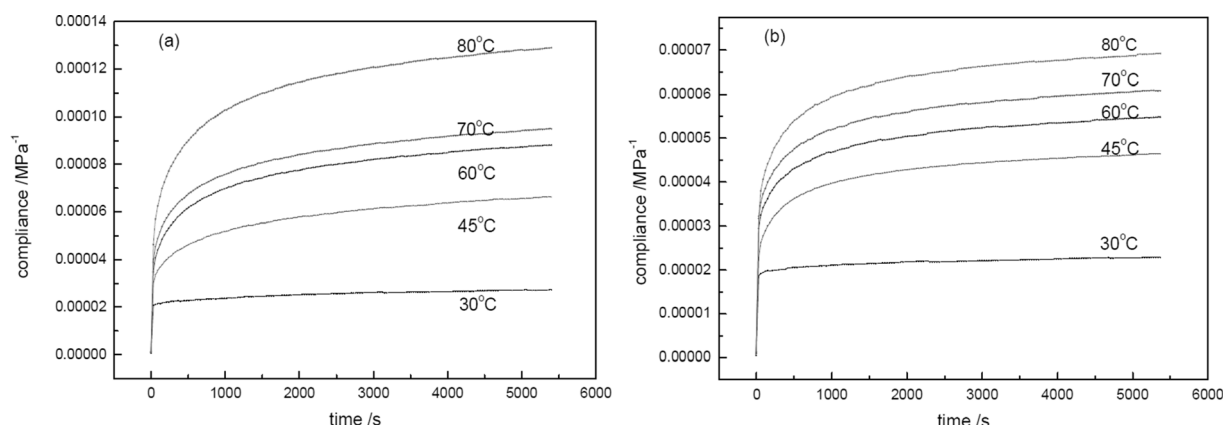 (a)
80°C
70°C
60°C
45°C
30°C
0.00014
0.00012
0.00010
0.00008
0.00006
0.00004
0.00002
0.00000
compliance /MPa⁻¹
0 1000 2000 3000 4000 5000 6000
time /s
(b)
80°C
70°C
60°C
45°C
30°C
0.00007
0.00006
0.00005
0.00004
0.00003
0.00002
0.00001
0.00000
compliance /MPa⁻¹
0 1000 2000 3000 4000 5000 6000
time /s